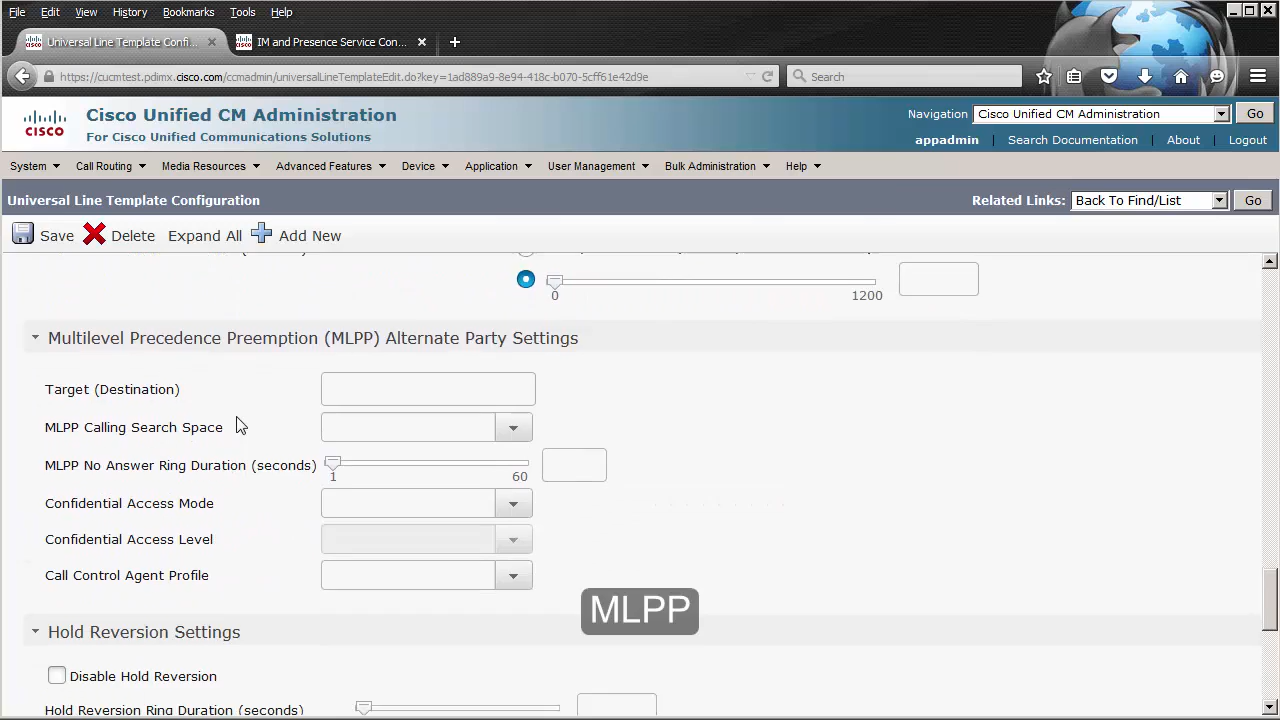 File Edit View History Bookmarks Tools Help
Universal Line Template Confi... IM and Presence Service Con...
https://cucmtest.pdimx.cisco.com/ccmadmin/universalLineTemplateEdit.do?key=1ad889a9-8e94-418c-b070-5cff61e42d9e Search
Cisco Unified CM Administration
For Cisco Unified Communications Solutions
CISCO
Navigation Cisco Unified CM Administration Go
appadmin Search Documentation About Logout
System Call Routing Media Resources Advanced Features Device Application User Management Bulk Administration Help
Universal Line Template Configuration Related Links: Back To Find/List Go
Save Delete Expand All Add New
0 1200
Multilevel Precedence Preemption (MLPP) Alternate Party Settings
Target (Destination)
MLPP Calling Search Space
MLPP No Answer Ring Duration (seconds)
1 60
Confidential Access Mode
Confidential Access Level
Call Control Agent Profile
MLPP
Hold Reversion Settings
Disable Hold Reversion
Hold Reversion Ring Duration (seconds)